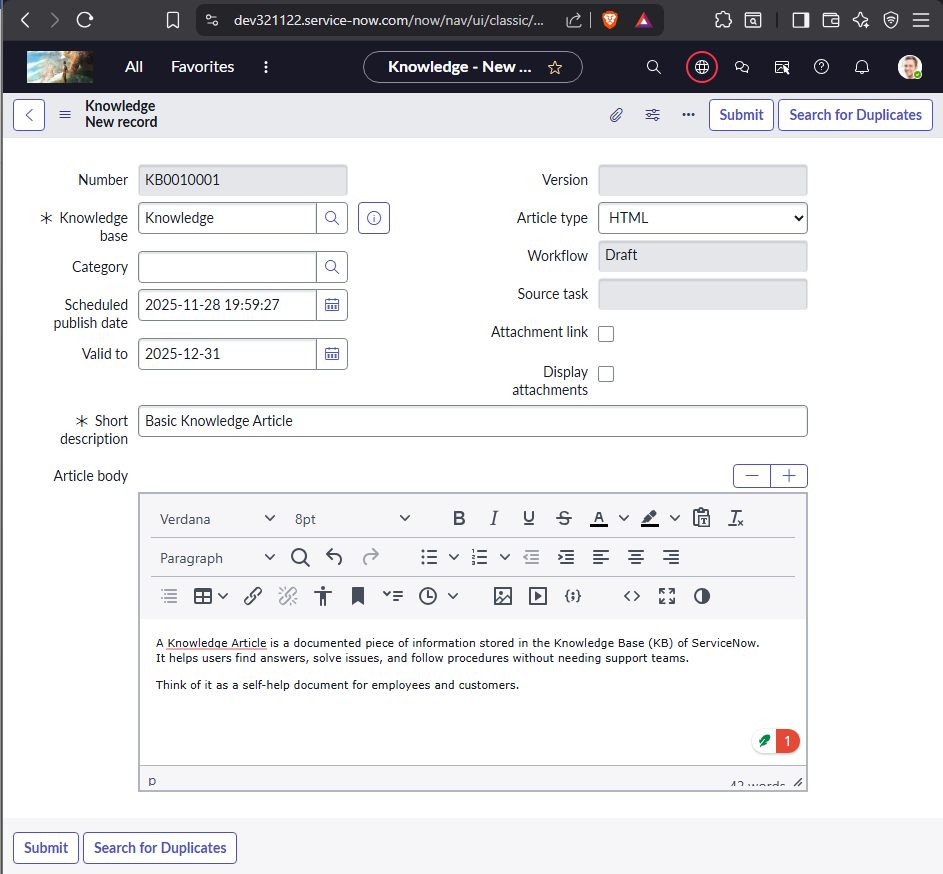 dev321122.service-now.com/now/nav/ui/classic/...
All Favorites Knowledge - New ...
Knowledge
New record
Submit Search for Duplicates
Number KB0010001
Version
Knowledge base Knowledge
Article type HTML
Category
Workflow Draft
Scheduled publish date 2025-11-28 19:59:27
Source task
Valid to 2025-12-31
Attachment link
Display attachments
Short description Basic Knowledge Article
Article body
Verdana 8pt B I U S A
Paragraph
A Knowledge Article is a documented piece of information stored in the Knowledge Base (KB) of ServiceNow.
It helps users find answers, solve issues, and follow procedures without needing support teams.
Think of it as a self-help document for employees and customers.
1
p 42 words
Submit Search for Duplicates